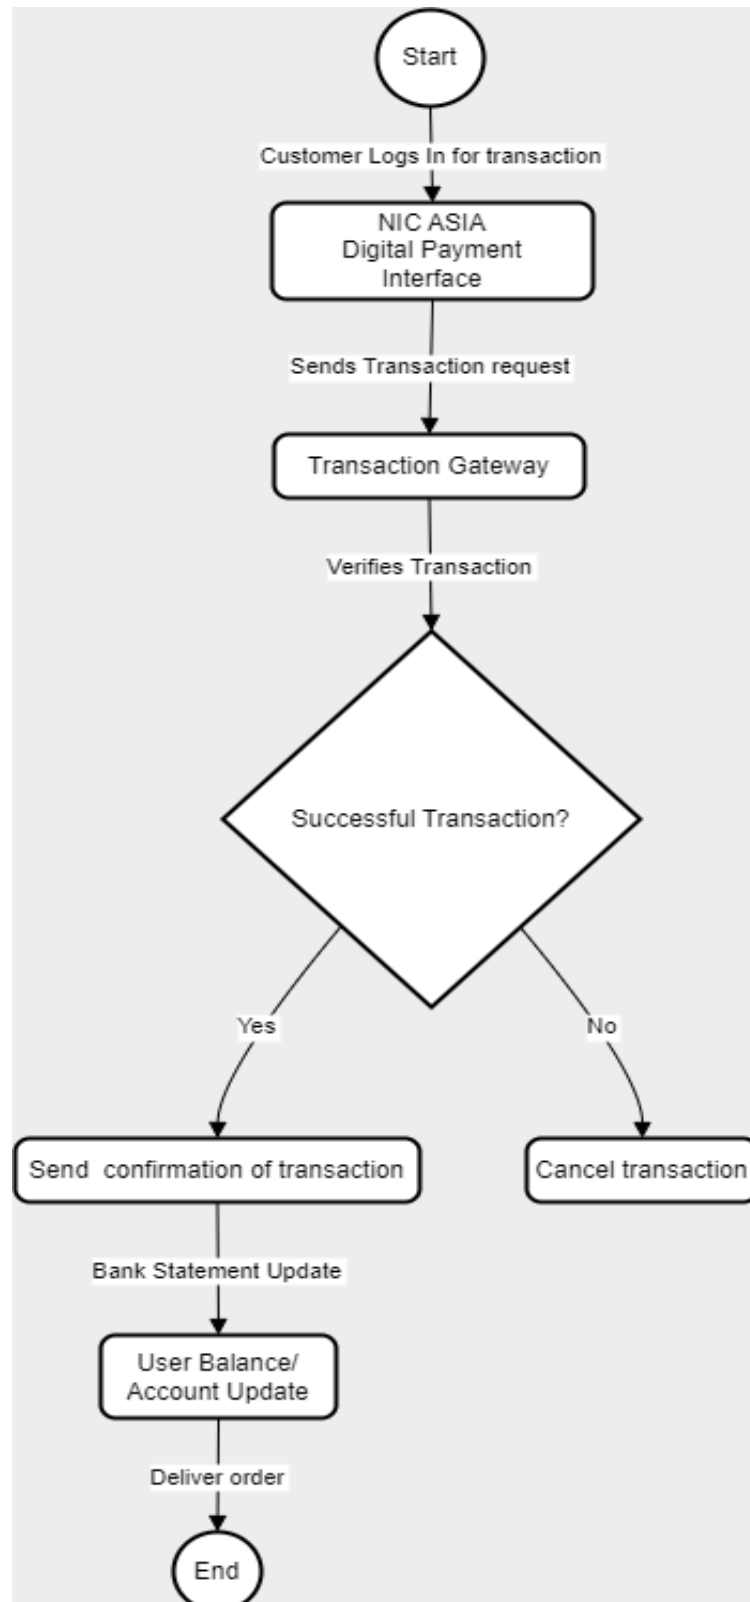 Start
Customer Logs In for transaction
NIC ASIA
Digital Payment
Interface
Sends Transaction request
Transaction Gateway
Verifies Transaction
Successful Transaction?
Yes
No
Send confirmation of transaction
Cancel transaction
Bank Statement Update
User Balance/
Account Update
Deliver order
End